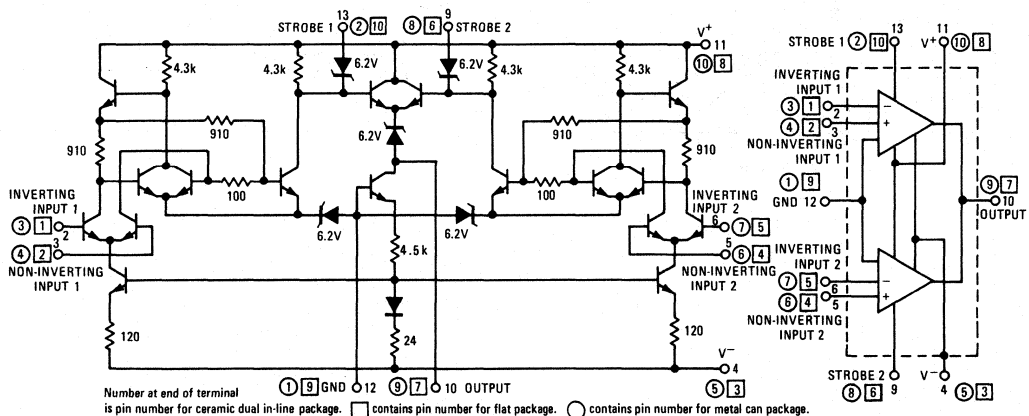 13
STROBE 1 ② 10
9
⑧ 6 STROBE 2
V+
11
⑩ 8
4.3k
4.3k
6.2V
6.2V
4.3k
4.3k
910
910
6.2V
910
910
100
100
INVERTING
INPUT 1
③ 1 2
3
④ 2
NON-INVERTING
INPUT 1
6.2V
6.2V
4.5k
INVERTING
INPUT 2
6 ⑦ 5
5
⑥ 4
NON-INVERTING
INPUT 2
120
24
120
V−
4
⑤ 3
① 9 GND 12
⑨ 7 10 OUTPUT
Number at end of terminal
is pin number for ceramic dual in-line package. □ contains pin number for flat package. ○ contains pin number for metal can package.
STROBE 1 ② 10 13
V+ 11 ⑩ 8
INVERTING
INPUT 1
③ 1 2 −
④ 2 3 +
NON-INVERTING
INPUT 1
① 9
GND 12
⑨ 7
10
OUTPUT
INVERTING
INPUT 2
⑦ 5 6 −
⑥ 4 5 +
NON-INVERTING
INPUT 2
STROBE 2 9
⑧ 6
V− 4
⑤ 3